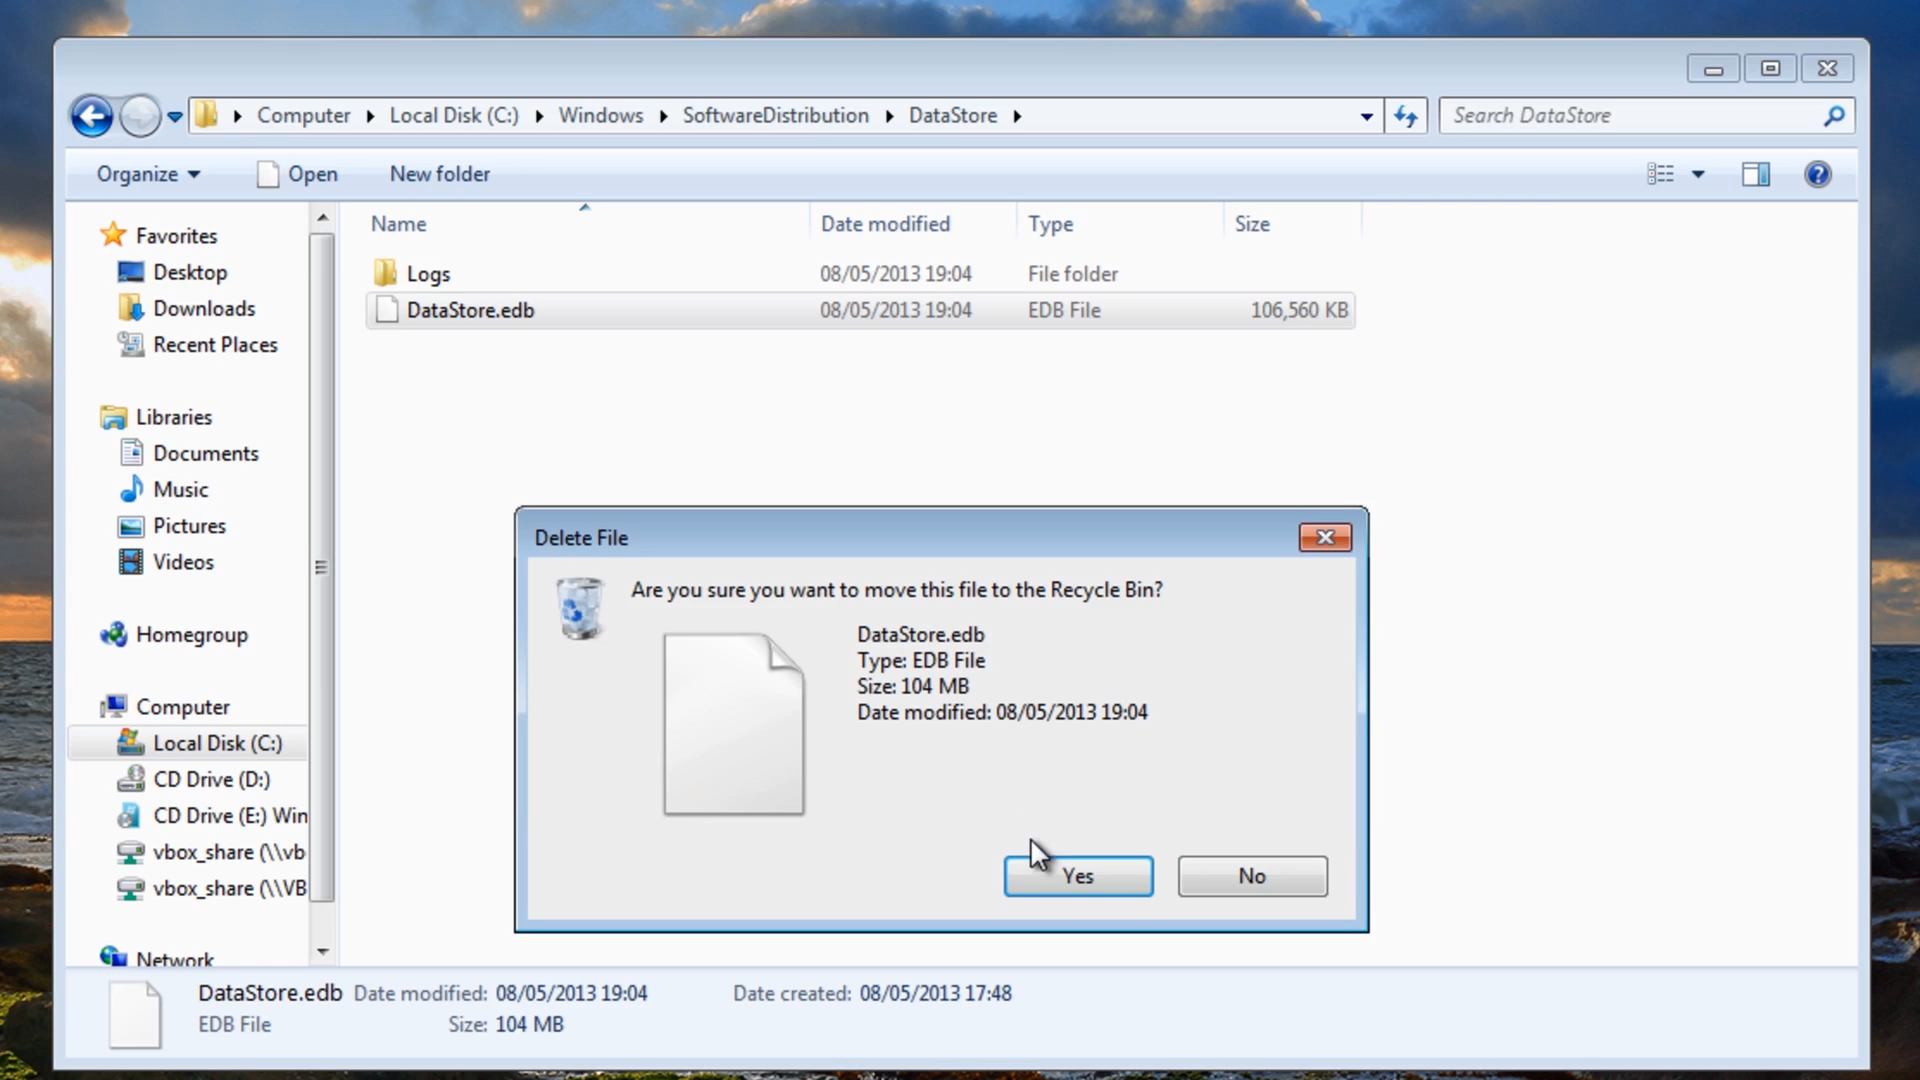 Computer Local Disk (C:) Windows SoftwareDistribution DataStore
Search DataStore
Organize Open New folder
Name Date modified Type Size
Logs 08/05/2013 19:04 File folder
DataStore.edb 08/05/2013 19:04 EDB File 106,560 KB
Favorites
Desktop
Downloads
Recent Places
Libraries
Documents
Music
Pictures
Videos
Homegroup
Computer
Local Disk (C:)
CD Drive (D:)
CD Drive (E:) Win
vbox_share (\\vb
vbox_share (\\VB
Network
Delete File
Are you sure you want to move this file to the Recycle Bin?
DataStore.edb
Type: EDB File
Size: 104 MB
Date modified: 08/05/2013 19:04
Yes No
DataStore.edb Date modified: 08/05/2013 19:04 Date created: 08/05/2013 17:48
EDB File Size: 104 MB